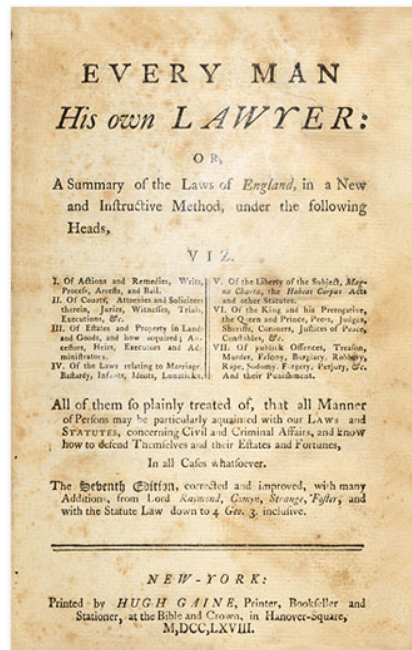 EVERY MAN
His own LAWYER:
OR,
A Summary of the Laws of England, in a New
and Inſtructive Method, under the following
Heads,
VIZ.
I. Of Actions and Remedies, Writs,
Proceſs, Arreſts, and Bail.
II. Of Courts, Attornies and Solicitors
therein, Juries, Witneſſes, Trials,
Executions, &c.
III. Of Eſtates and Property in Lands
and Goods, and how acquired; An-
ceſtors, Heirs, Executors and Ad-
miniſtrators.
IV. Of the Laws relating to Marriage,
Baſtardy, Infants, Ideots, Lunaticks.
V. Of the Liberty of the Subject, Mag-
na Charta, the Habeas Corpus Act,
and other Statutes.
VI. Of the King and his Prerogative,
the Queen and Prince, Peers, Judges,
Sheriffs, Coroners, Juſtices of Peace,
Conſtables, &c.
VII. Of publick Offences, Treaſon,
Murder, Felony, Burglary, Robbery,
Rape, Sodomy, Forgery, Perjury, &c.
And their Puniſhment.
All of them ſo plainly treated of, that all Manner
of Perſons may be particularly aquainted with our LAWS and
STATUTES, concerning Civil and Criminal Affairs, and know
how to defend Themſelves and their Eſtates and Fortunes,
In all Caſes whatſoever.
The Seventh Edition, corrected and improved, with many
Additions, from Lord Raymond, Comyn, Strange, Foſter, and
with the Statute Law down to 4 Geo. 3. incluſive.
NEW-YORK:
Printed by HUGH GAINE, Printer, Bookſeller and
Stationer, at the Bible and Crown, in Hanover-Square,
M,DCC,LXVIII.